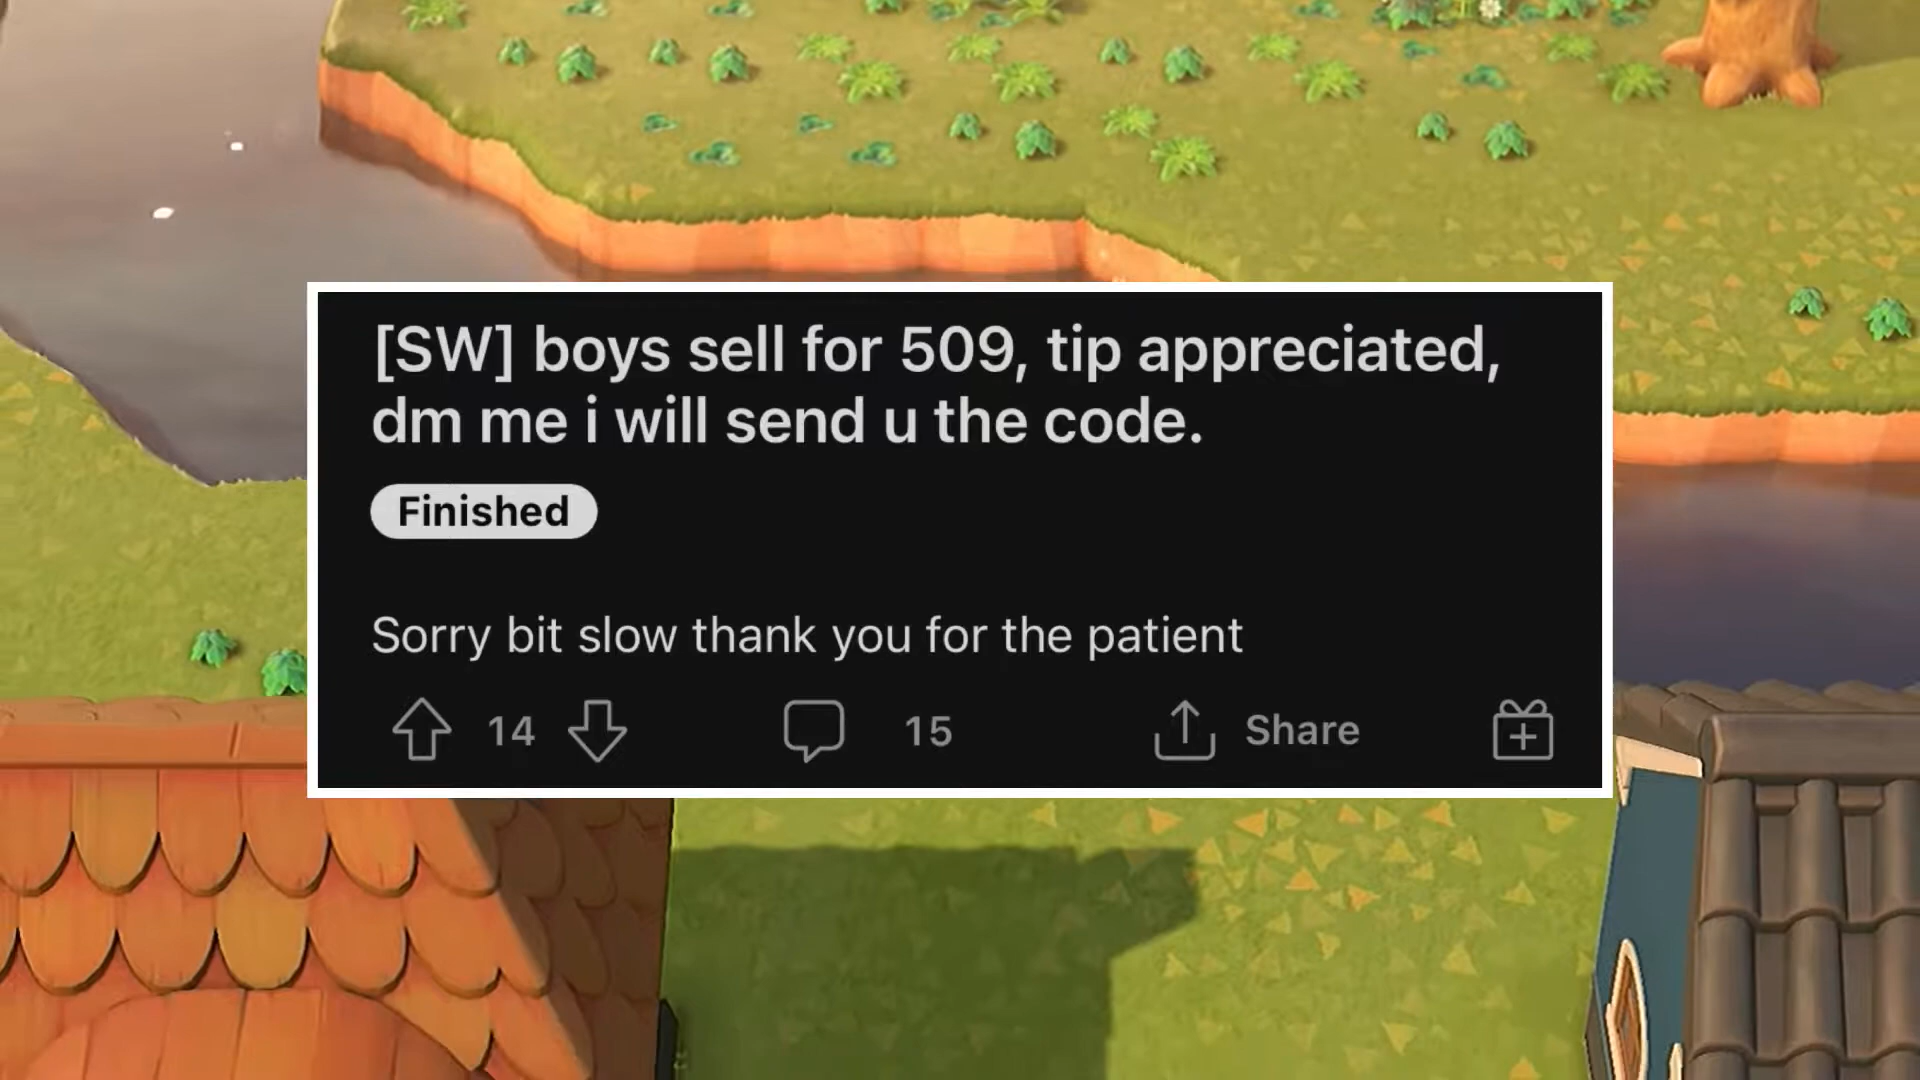 [SW] boys sell for 509, tip appreciated,
dm me i will send u the code.
Finished
Sorry bit slow thank you for the patient
14 15 Share